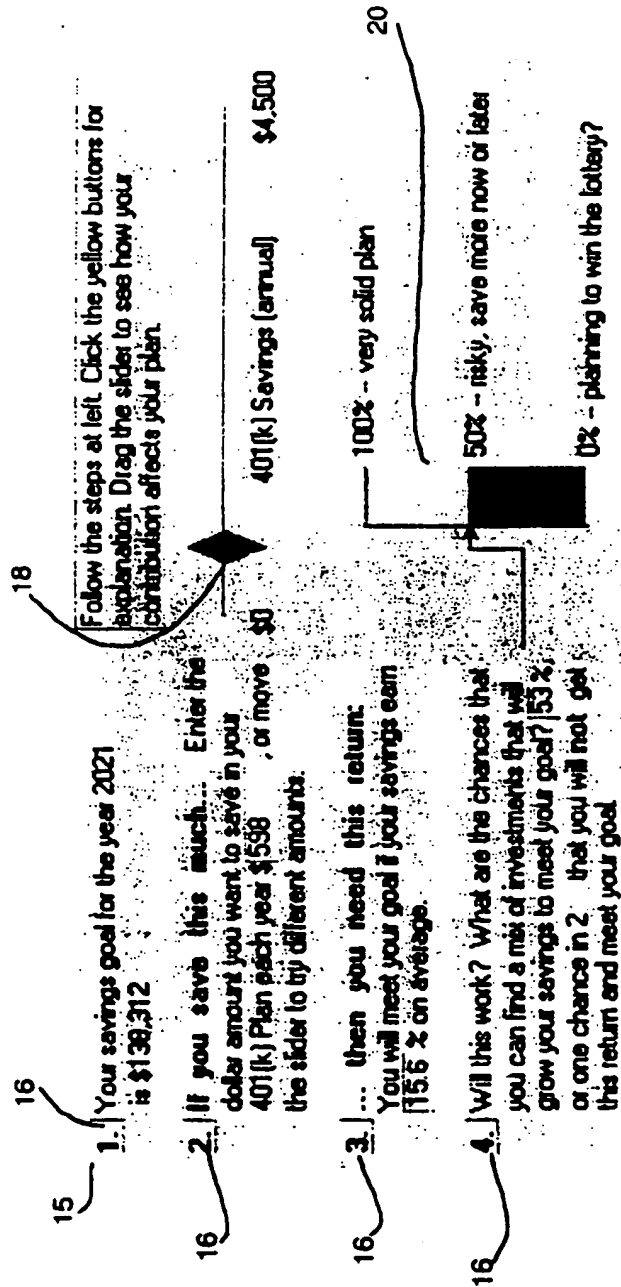 15
16
1. Your savings goal for the year 2021
is $138,312
16
2. If you save this much... Enter the
dollar amount you want to save in your
401(k) Plan each year $ 598 , or move
the slider to try different amounts.
16
3. ... then you need this return:
You will meet your goal if your savings earn
15.6 % on average.
16
4. Will this work? What are the chances that
you can find a mix of investments that will
grow your savings to meet your goal? 53 %,
or one chance in 2 that you will not get
this return and meet your goal
18
Follow the steps at left. Click the yellow buttons for
explanation. Drag the slider to see how your
contribution affects your plan.
$0 401(k) Savings (annual) $4,500
20
100% -- very solid plan
50% -- risky, save more now or later
0% -- planning to win the lottery?